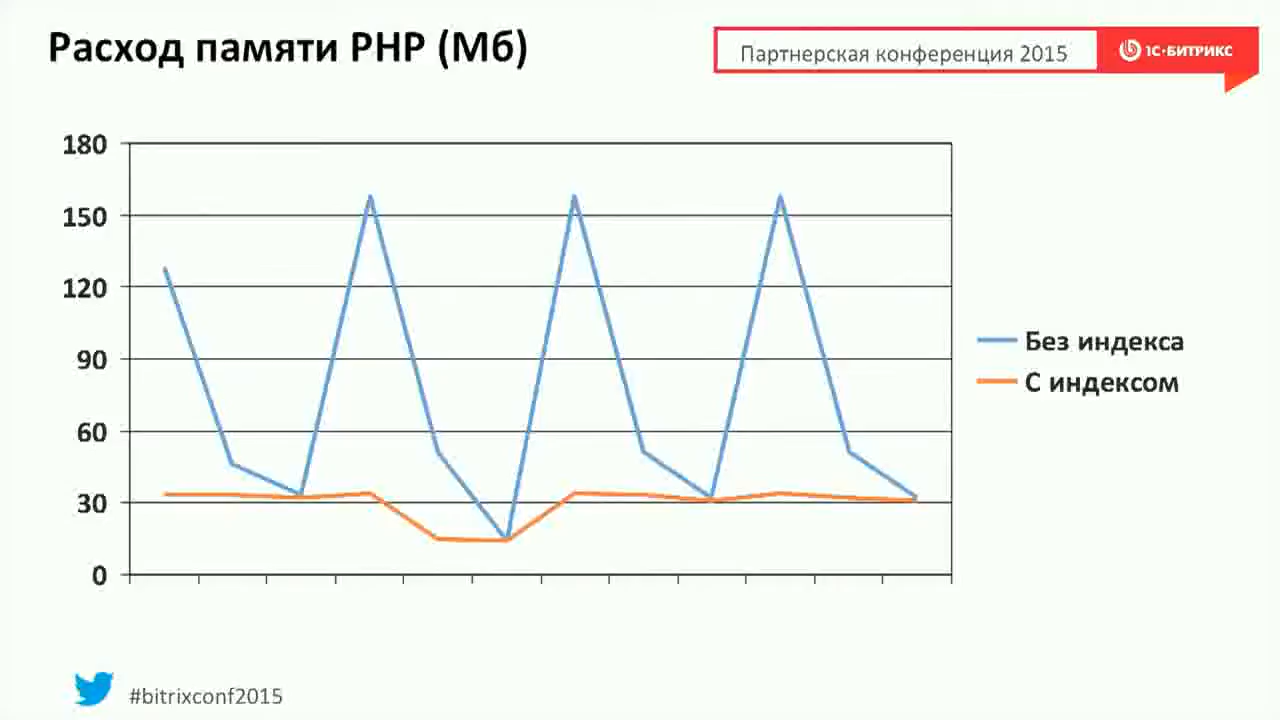 Расход памяти PHP (Мб)
Партнерская конференция 2015
1С-БИТРИКС
180
150
120
90
60
30
0
Без индекса
С индексом
#bitrixconf2015